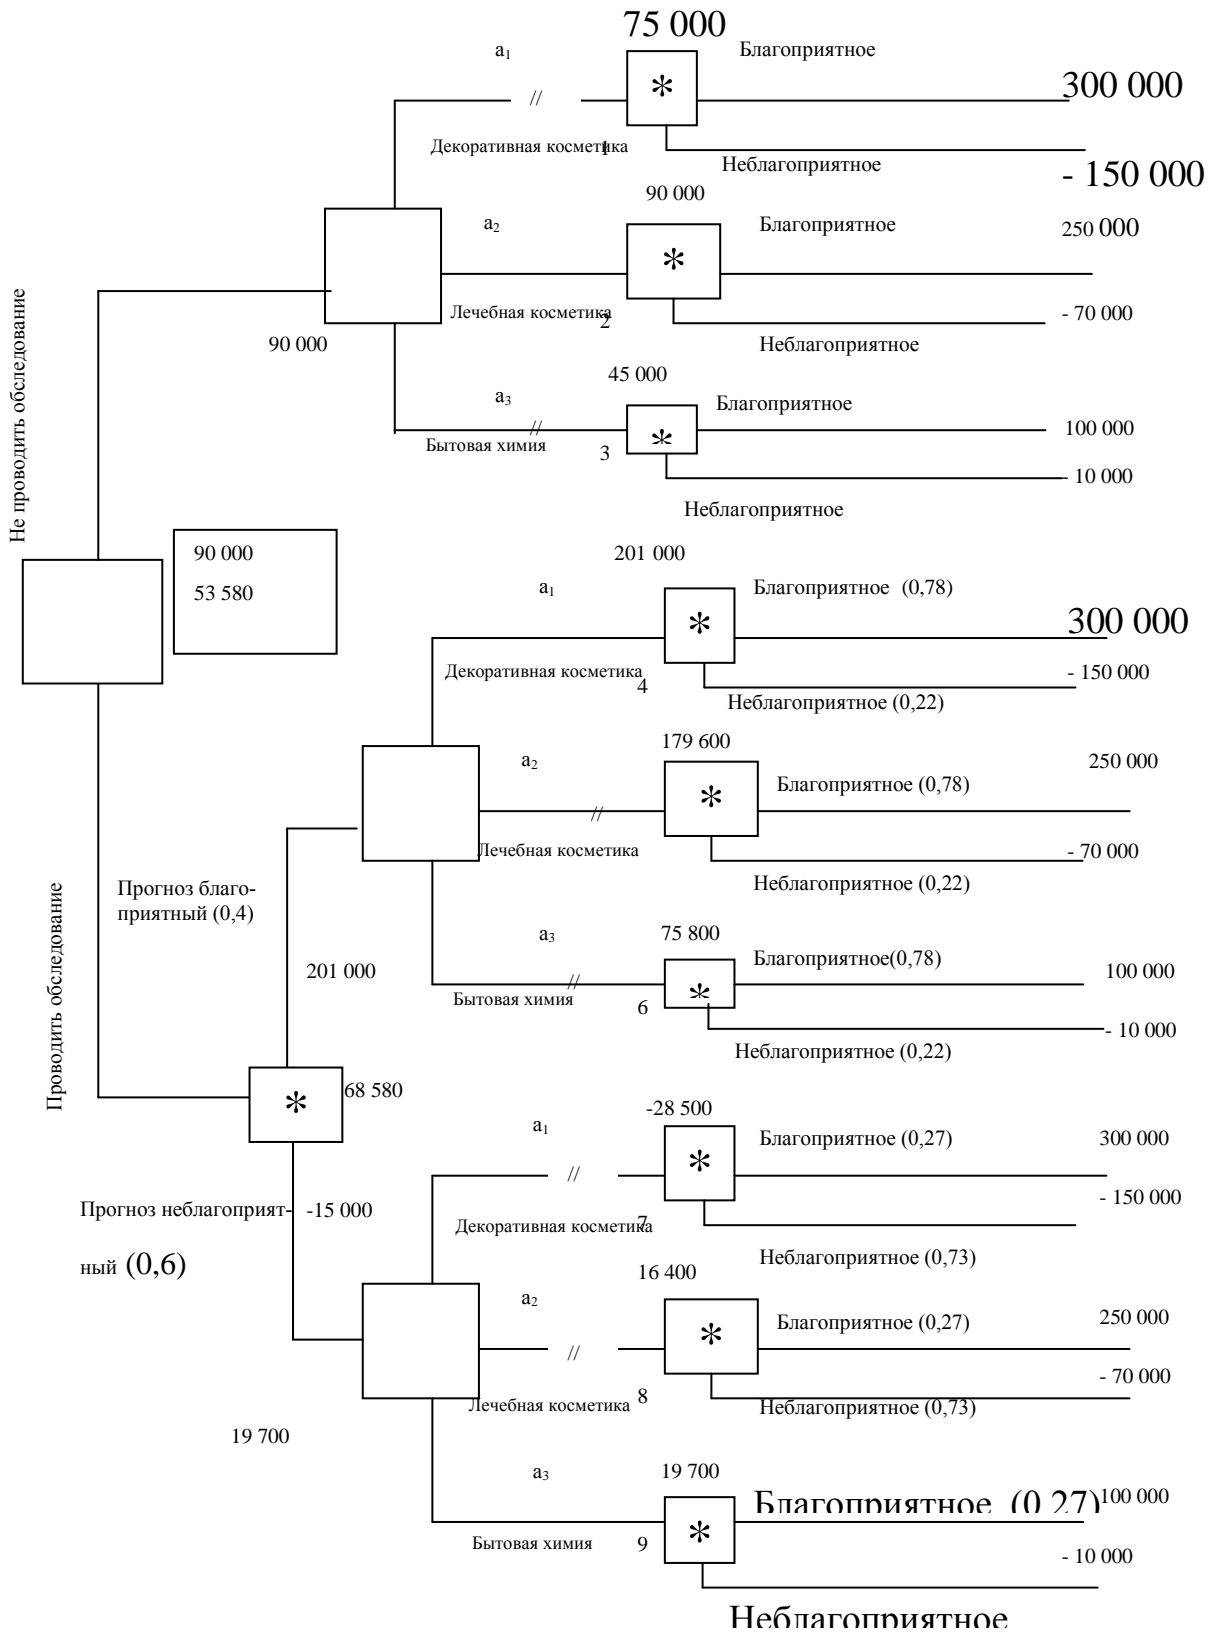 75 000
a1
Благоприятное
*
//
300 000
Декоративная косметика
1
Неблагоприятное
- 150 000
90 000
a2
Благоприятное
250 000
*
Лечебная косметика
2
- 70 000
90 000
Неблагоприятное
45 000
a3
Благоприятное
//
*
100 000
Бытовая химия
3
- 10 000
Неблагоприятное
Не проводить обследование
90 000
53 580
201 000
a1
Благоприятное (0,78)
*
300 000
Декоративная косметика
4
- 150 000
Неблагоприятное (0,22)
a2
179 600
250 000
Благоприятное (0,78)
*
//
Лечебная косметика
- 70 000
Неблагоприятное (0,22)
Прогноз благо-
приятный (0,4)
Проводить обследование
201 000
a3
75 800
Благоприятное(0,78)
100 000
//
*
Бытовая химия
6
- 10 000
Неблагоприятное (0,22)
*
68 580
-28 500
a1
Благоприятное (0,27)
300 000
*
//
- 150 000
Прогноз неблагоприят-
-15 000
ный (0,6)
Декоративная косметика
7
Неблагоприятное (0,73)
16 400
a2
Благоприятное (0,27)
250 000
*
//
- 70 000
Лечебная косметика
8
Неблагоприятное (0,73)
19 700
a3
19 700
Благоприятное (0,27)
100 000
*
Бытовая химия
9
- 10 000
Неблагоприятное